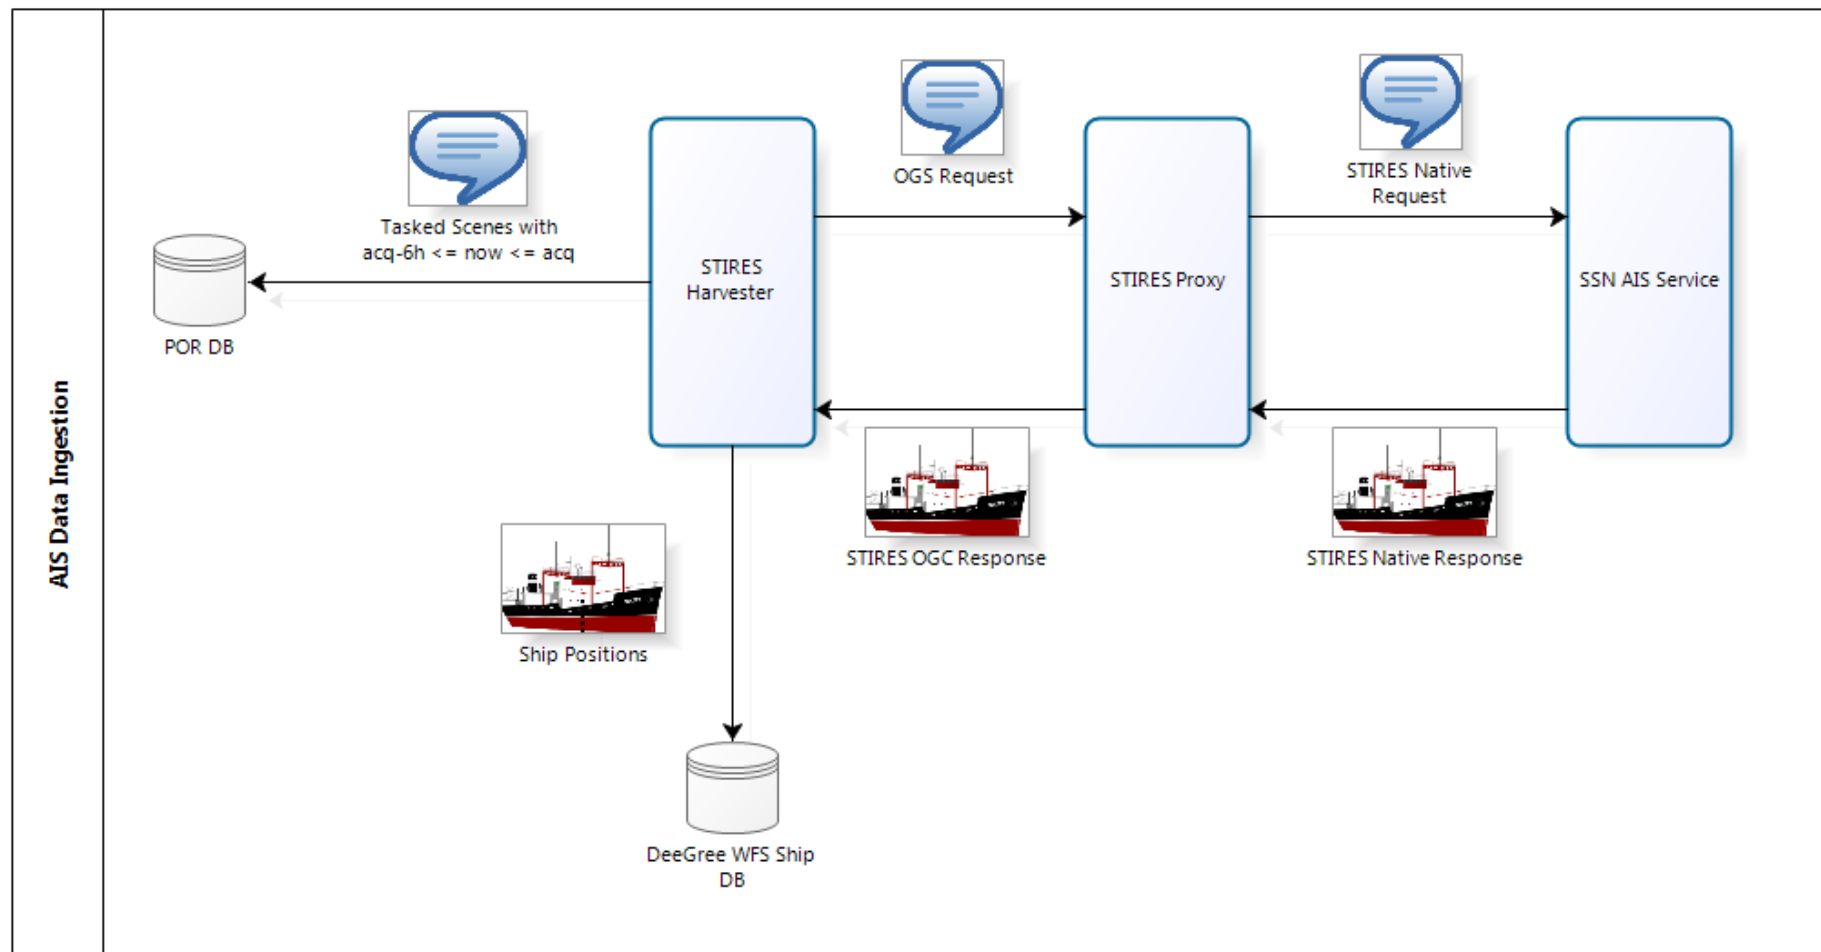 AIS Data Ingestion
Tasked Scenes with
acq-6h <= now <= acq
POR DB
STIRES
Harvester
OGS Request
STIRES Proxy
STIRES Native
Request
SSN AIS Service
STIRES OGC Response
STIRES Native Response
Ship Positions
DeeGree WFS Ship
DB